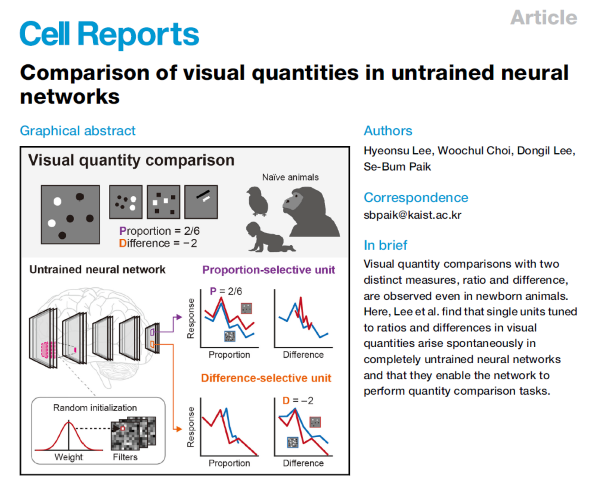 Article
Cell Reports
Comparison of visual quantities in untrained neural
networks
Graphical abstract
Visual quantity comparison
Naïve animals
Proportion = 2/6
Difference = −2
Untrained neural network
Proportion-selective unit
P = 2/6
Response
Proportion
Difference
Difference-selective unit
D = −2
Response
Proportion
Difference
Random initialization
Weight
Filters
Authors
Hyeonsu Lee, Woochul Choi, Dongil Lee,
Se-Bum Paik
Correspondence
sbpaik@kaist.ac.kr
In brief
Visual quantity comparisons with two
distinct measures, ratio and difference,
are observed even in newborn animals.
Here, Lee et al. find that single units tuned
to ratios and differences in visual
quantities arise spontaneously in
completely untrained neural networks
and that they enable the network to
perform quantity comparison tasks.